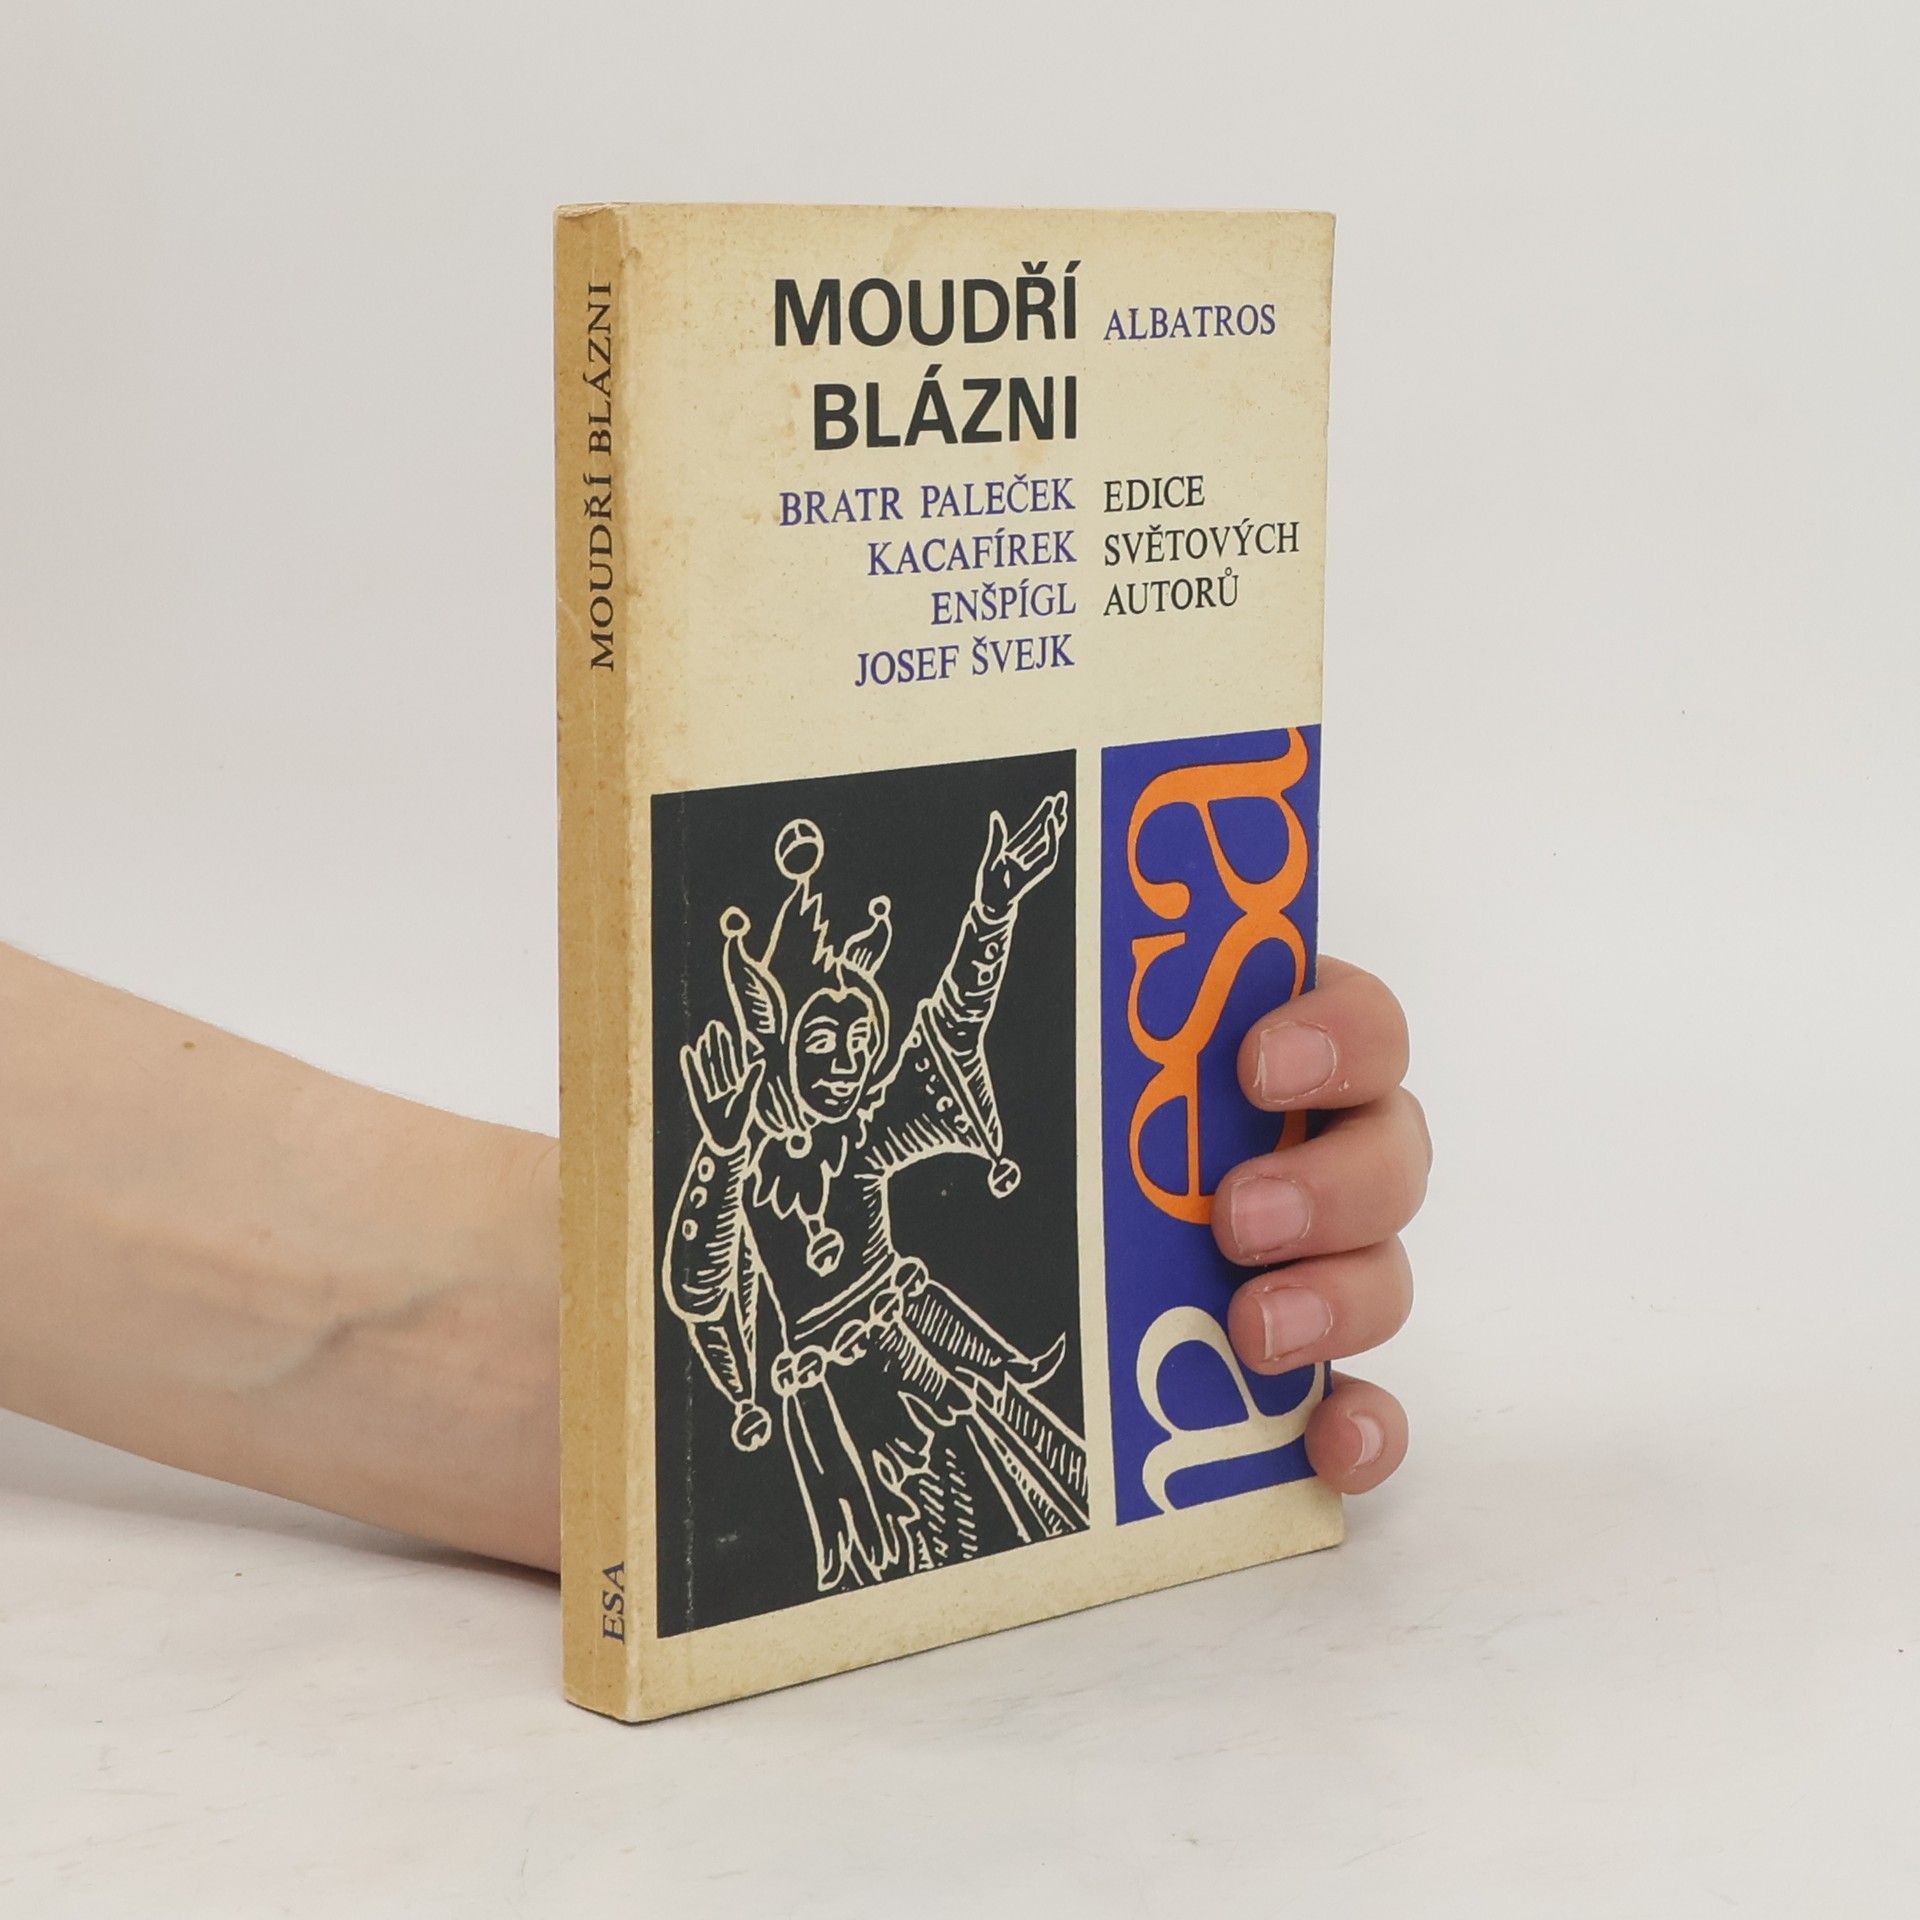 MOUDŘÍ BLÁZNI
ESA
MOUDŘÍ
BLÁZNI
BRATR PALEČEK
KACAFÍREK
ENŠPÍGL
JOSEF ŠVEJK
ALBATROS
EDICE
SVĚTOVÝCH
AUTORŮ
esa